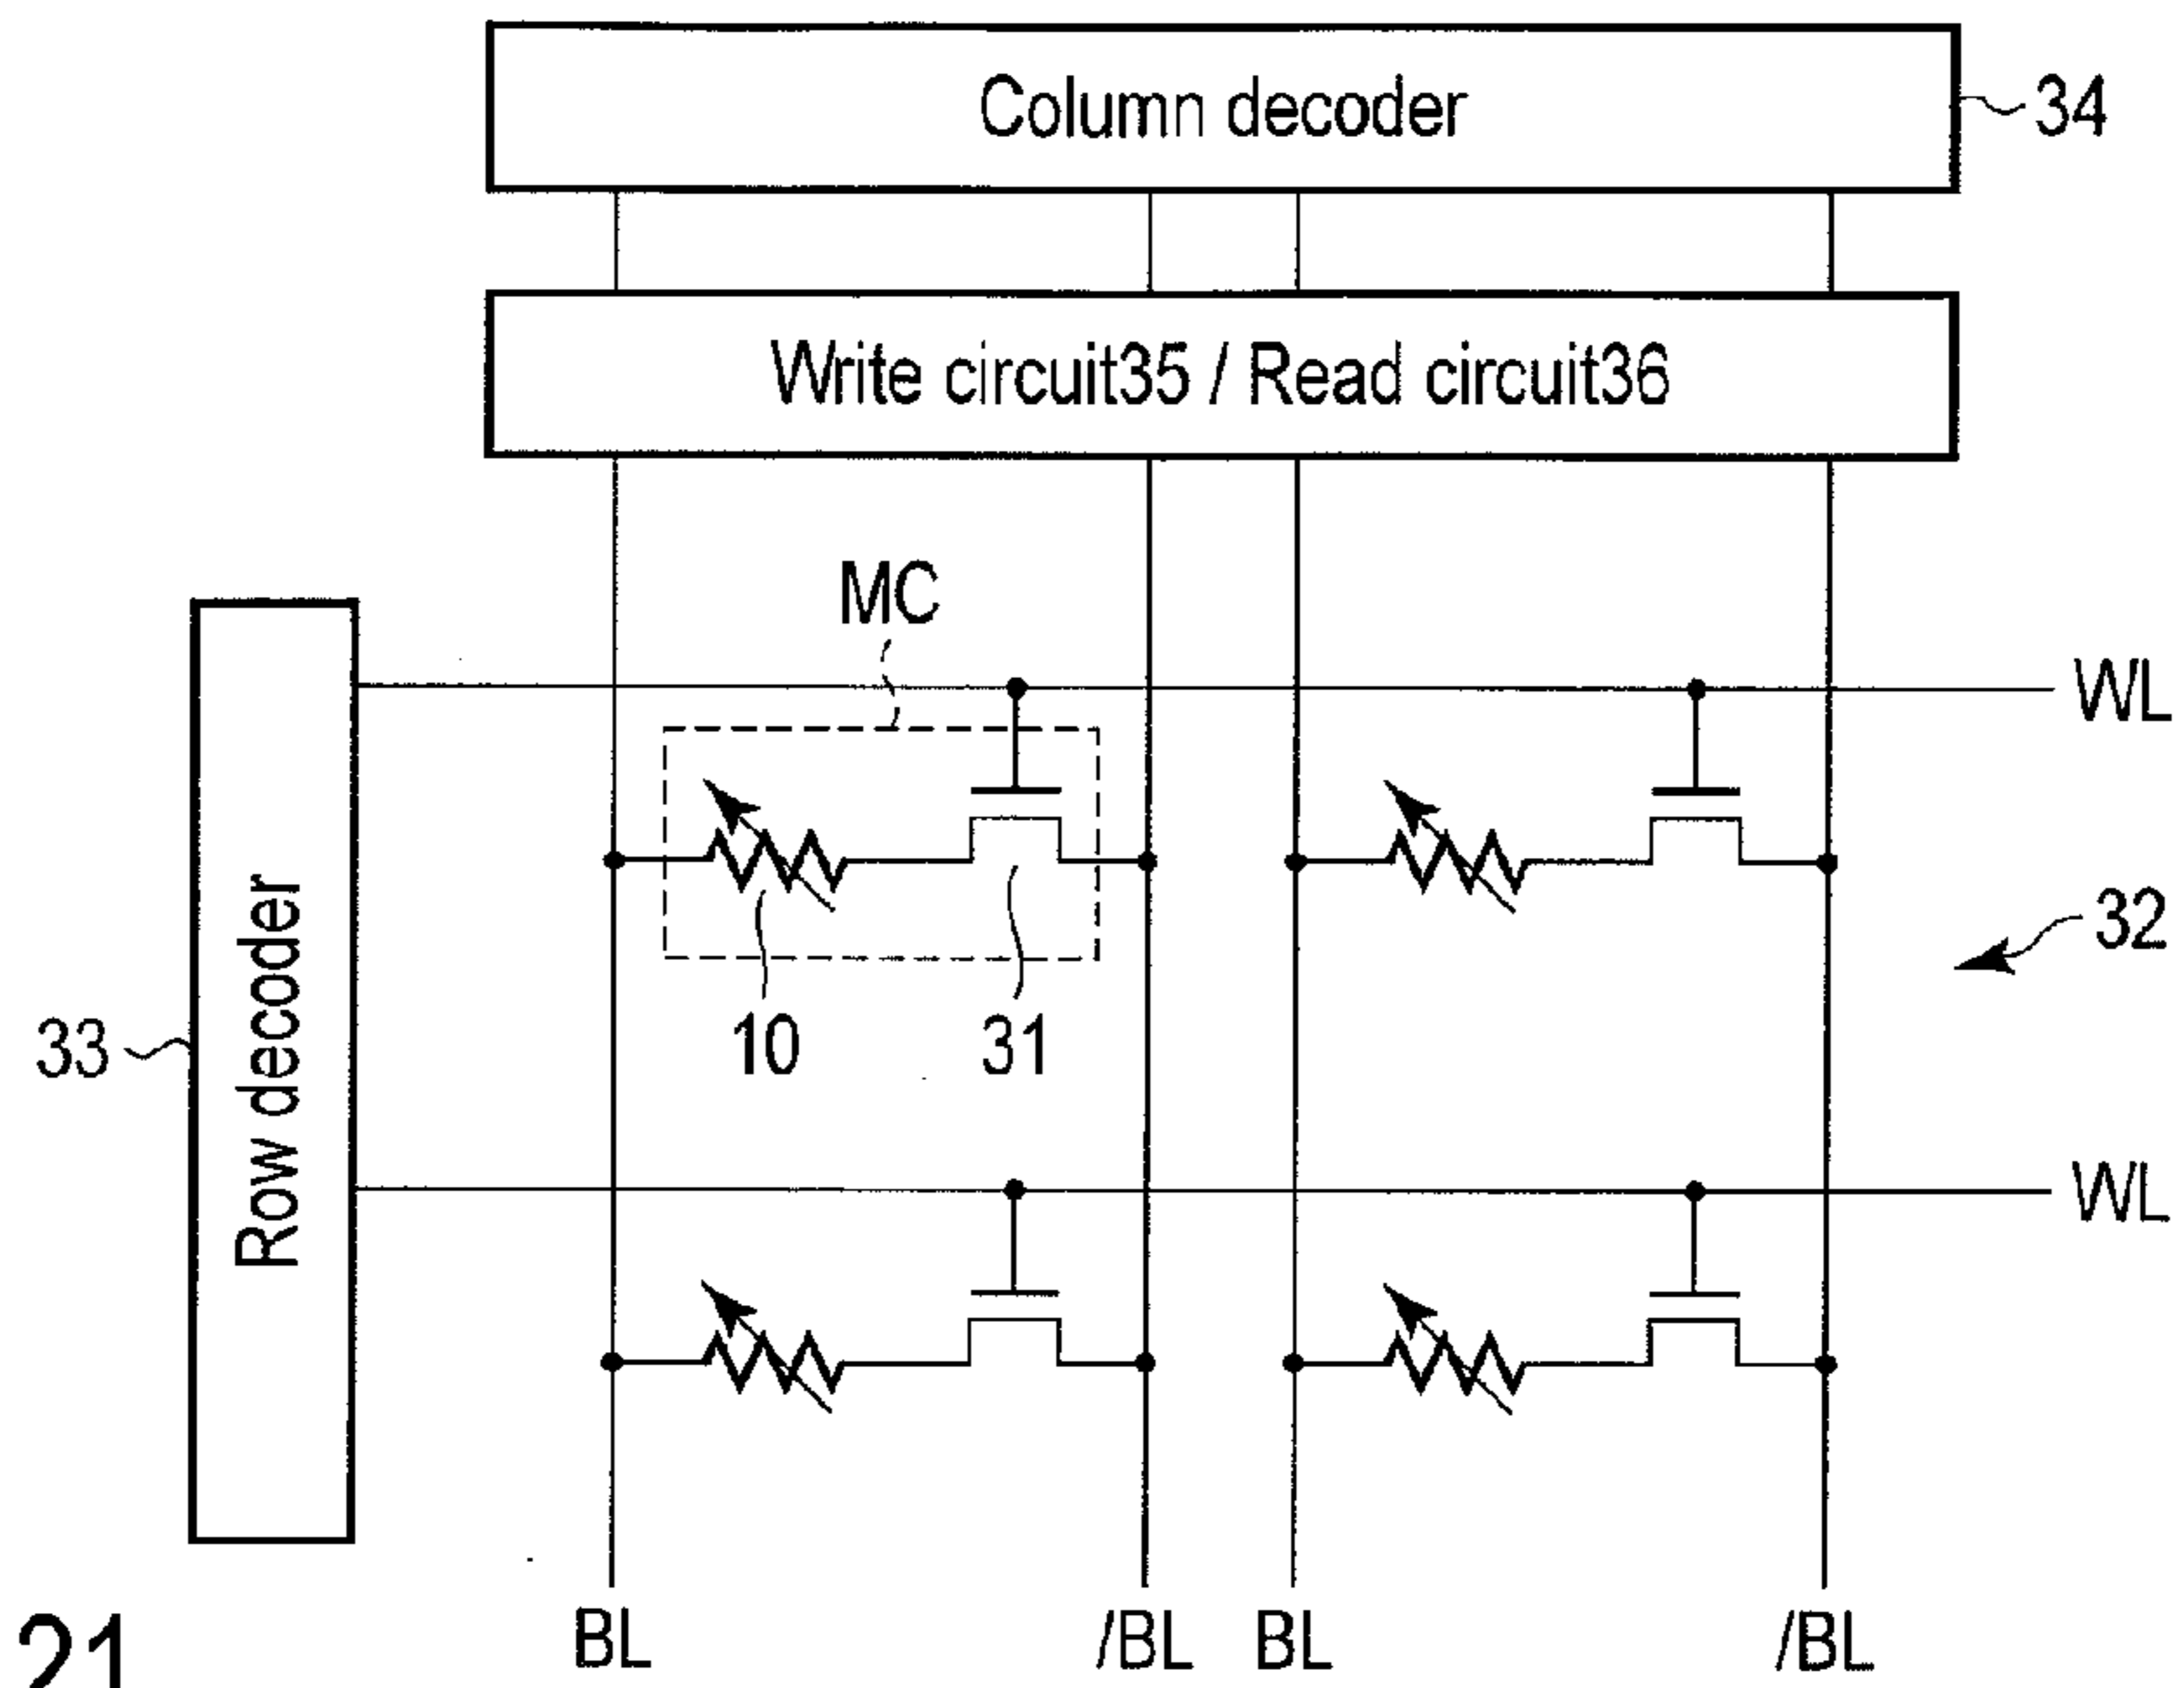 Column decoder
34
Write circuit35 / Read circuit36
MC
WL
32
10
31
33
Row decoder
WL
BL
/BL
BL
/BL
21